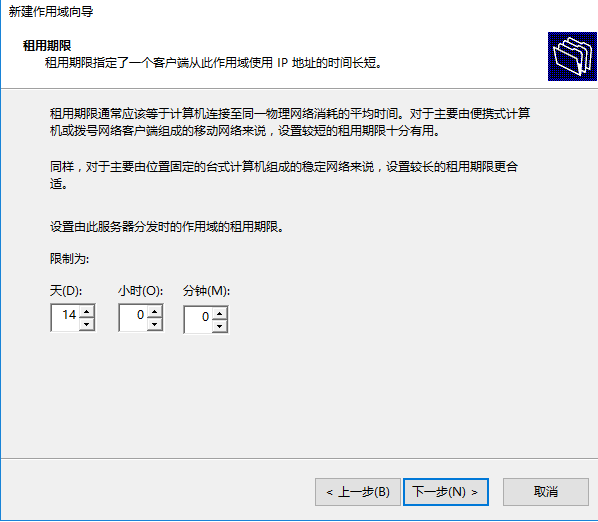 新建作用域向导
租用期限
租用期限指定了一个客户端从此作用域使用 IP 地址的时间长短。
租用期限通常应该等于计算机连接至同一物理网络消耗的平均时间。对于主要由便携式计算
机或拨号网络客户端组成的移动网络来说，设置较短的租用期限十分有用。
同样，对于主要由位置固定的台式计算机组成的稳定网络来说，设置较长的租用期限更合
适。
设置由此服务器分发时的作用域的租用期限。
限制为:
天(D): 小时(O): 分钟(M):
14 0 0
< 上一步(B) 下一步(N) > 取消